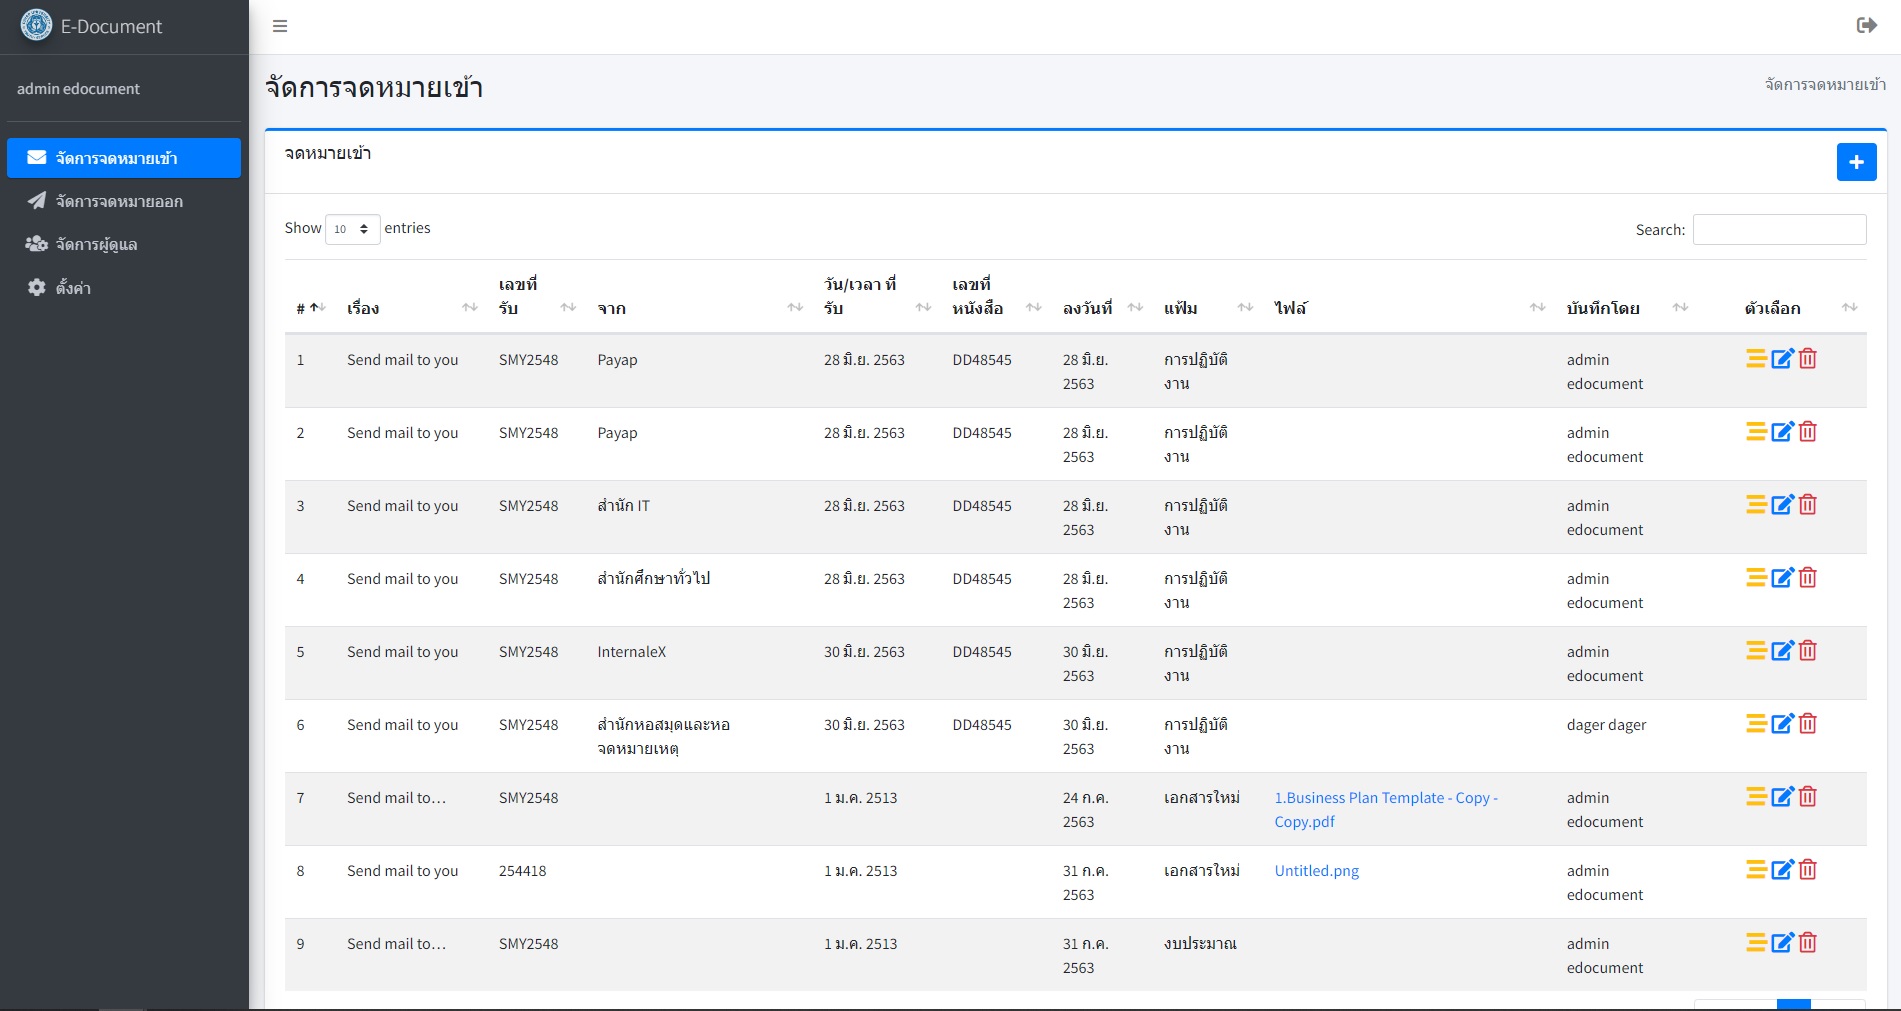 E-Document
admin edocument
จัดการจดหมายเข้า
จัดการจดหมายออก
จัดการผู้ดูแล
ตั้งค่า
จัดการจดหมายเข้า
จัดการจดหมายเข้า
จดหมายเข้า
Show 10 entries
Search:
# เรื่อง เลขที่รับ จาก วัน/เวลา ที่รับ เลขที่หนังสือ ลงวันที่ แฟ้ม ไฟล์ บันทึกโดย ตัวเลือก
1 Send mail to you SMY2548 Payap 28 มิ.ย. 2563 DD48545 28 มิ.ย. การปฏิบัติ admin
2563 งาน edocument
2 Send mail to you SMY2548 Payap 28 มิ.ย. 2563 DD48545 28 มิ.ย. การปฏิบัติ admin
2563 งาน edocument
3 Send mail to you SMY2548 สำนัก IT 28 มิ.ย. 2563 DD48545 28 มิ.ย. การปฏิบัติ admin
2563 งาน edocument
4 Send mail to you SMY2548 สำนักศึกษาทั่วไป 28 มิ.ย. 2563 DD48545 28 มิ.ย. การปฏิบัติ admin
2563 งาน edocument
5 Send mail to you SMY2548 InternaleX 30 มิ.ย. 2563 DD48545 30 มิ.ย. การปฏิบัติ admin
2563 งาน edocument
6 Send mail to you SMY2548 สำนักหอสมุดและหอ 30 มิ.ย. 2563 DD48545 30 มิ.ย. การปฏิบัติ dager dager
จดหมายเหตุ 2563 งาน
7 Send mail to... SMY2548 1 ม.ค. 2513 24 ก.ค. เอกสารใหม่ 1.Business Plan Template - Copy - admin
2563 Copy.pdf edocument
8 Send mail to you 254418 1 ม.ค. 2513 31 ก.ค. เอกสารใหม่ Untitled.png admin
2563 edocument
9 Send mail to... SMY2548 1 ม.ค. 2513 31 ก.ค. งบประมาณ admin
2563 edocument